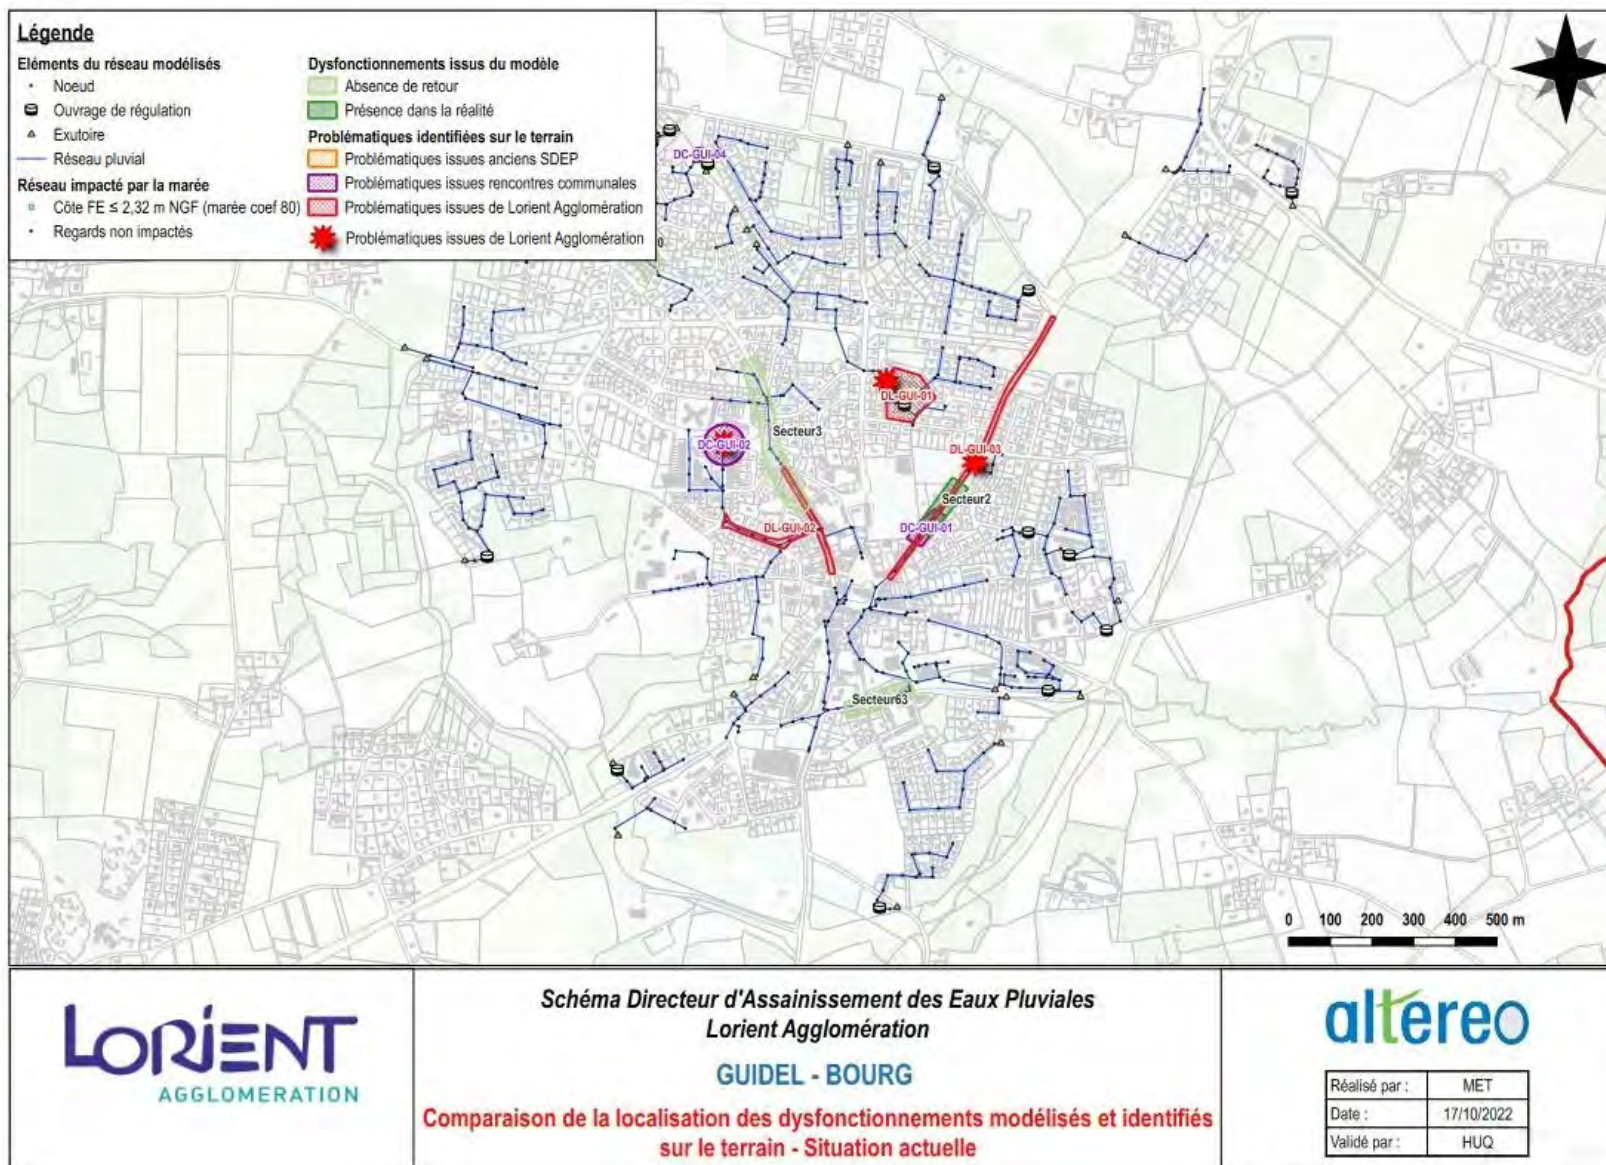 Légende
Eléments du réseau modélisés
Noeud
Ouvrage de régulation
Exutoire
Réseau pluvial
Réseau impacté par la marée
Côte FE ≤ 2,32 m NGF (marée coef 80)
Regards non impactés
Dysfonctionnements issus du modèle
Absence de retour
Présence dans la réalité
Problématiques identifiées sur le terrain
Problématiques issues anciens SDEP
Problématiques issues rencontres communales
Problématiques issues de Lorient Agglomération
Problématiques issues de Lorient Agglomération
DC-GUI-04
DL-GUI-01
Secteur3
DC-GUI-02
DL-GUI-03
Secteur2
DL-GUI-02
DC-GUI-01
Secteur63
0 100 200 300 400 500 m
LORIENT
AGGLOMERATION
Schéma Directeur d'Assainissement des Eaux Pluviales
Lorient Agglomération
GUIDEL - BOURG
Comparaison de la localisation des dysfonctionnements modélisés et identifiés
sur le terrain - Situation actuelle
altereo
Réalisé par : MET
Date : 17/10/2022
Validé par : HUQ